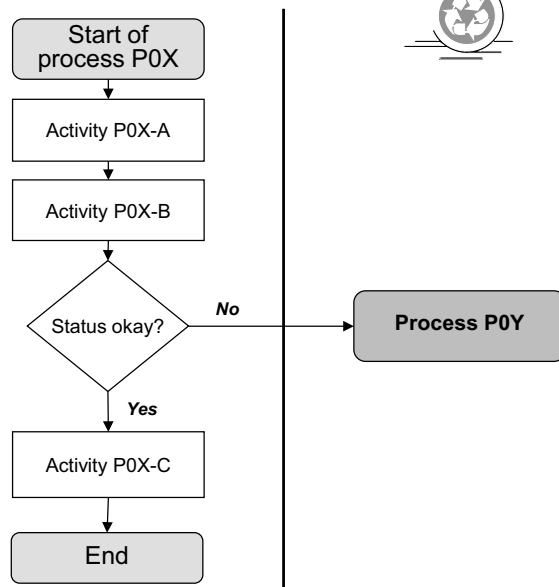 Start of
process P0X
Activity P0X-A
Activity P0X-B
Status okay?
No
Process P0Y
Yes
Activity P0X-C
End